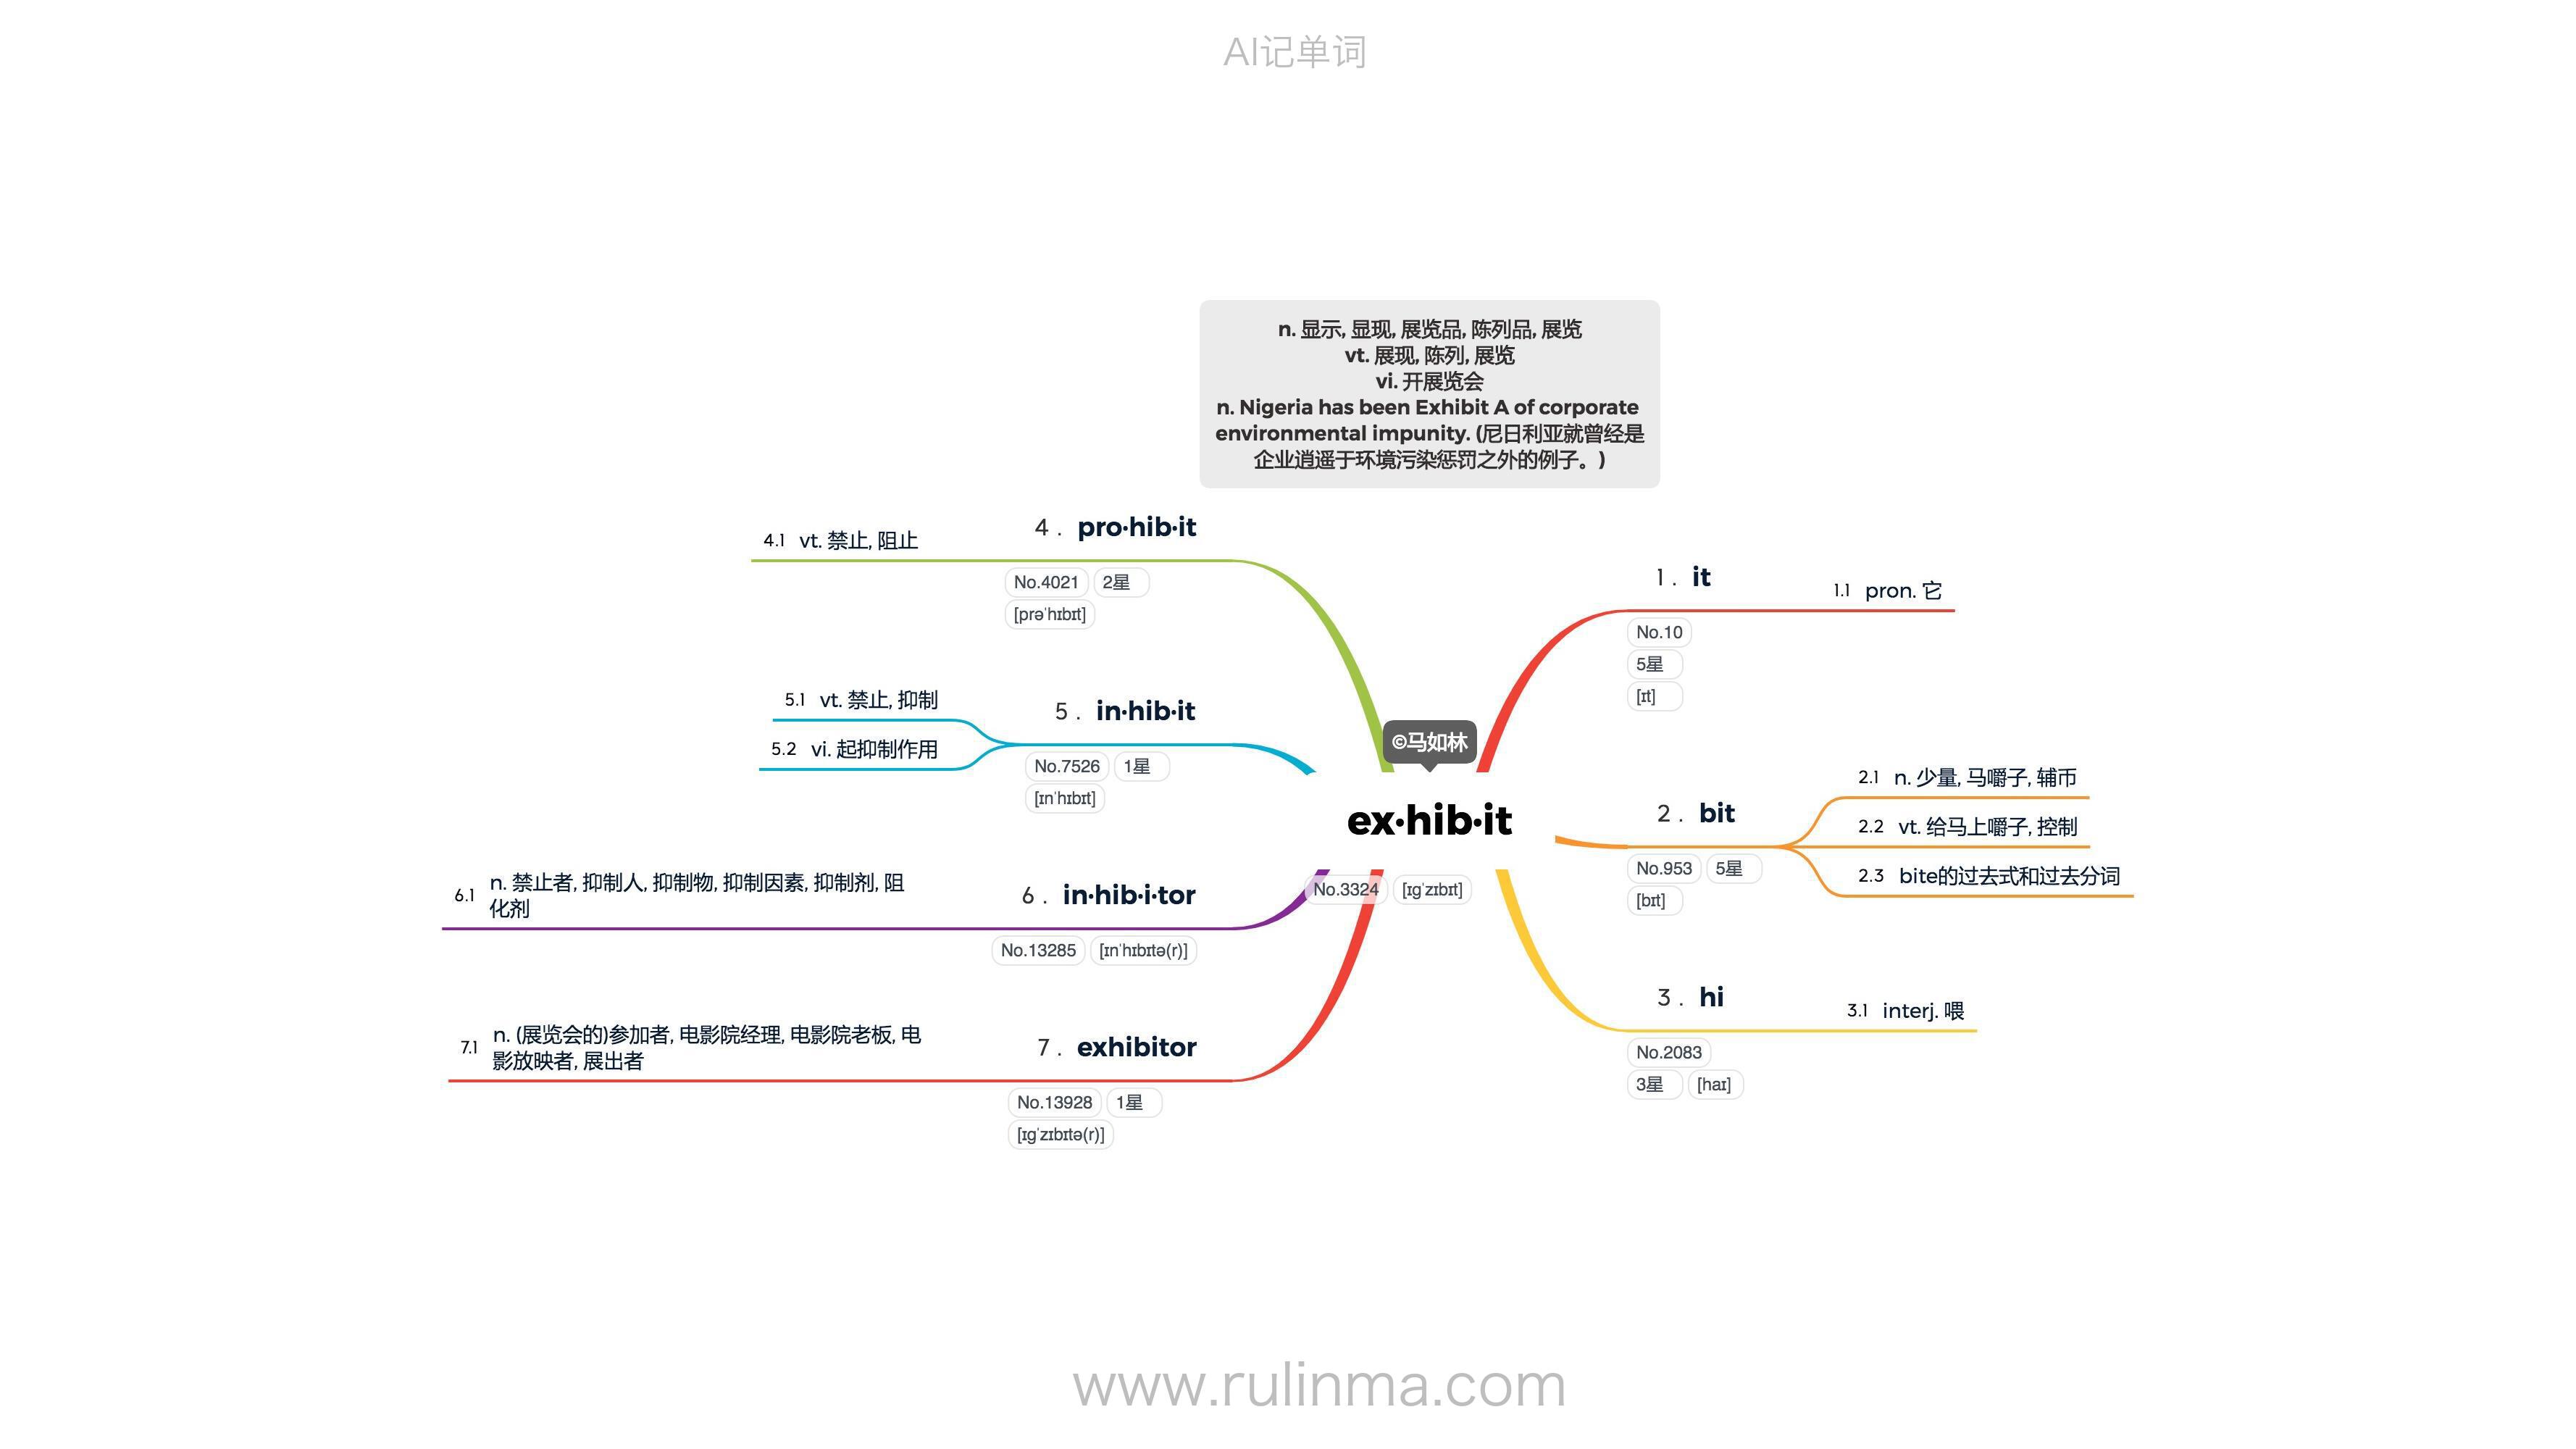 AI记单词
n. 显示, 显现, 展览品, 陈列品, 展览
vt. 展现, 陈列, 展览
vi. 开展览会
n. Nigeria has been Exhibit A of corporate
environmental impunity. (尼日利亚就曾经是
企业逍遥于环境污染惩罚之外的例子。)
©马如林
ex·hib·it
No.3324 [ɪɡˈzɪbɪt]
1 . it
No.10
5星
[ɪt]
1.1 pron. 它
2 . bit
No.953 5星
[bɪt]
2.1 n. 少量, 马嚼子, 辅币
2.2 vt. 给马上嚼子, 控制
2.3 bite的过去式和过去分词
3 . hi
No.2083
3星 [haɪ]
3.1 interj. 喂
4 . pro·hib·it
No.4021 2星
[prəˈhɪbɪt]
4.1 vt. 禁止, 阻止
5 . in·hib·it
No.7526 1星
[ɪnˈhɪbɪt]
5.1 vt. 禁止, 抑制
5.2 vi. 起抑制作用
6 . in·hib·i·tor
No.13285 [ɪnˈhɪbɪtə(r)]
6.1 n. 禁止者, 抑制人, 抑制物, 抑制因素, 抑制剂, 阻
化剂
7 . exhibitor
No.13928 1星
[ɪɡˈzɪbɪtə(r)]
7.1 n. (展览会的)参加者, 电影院经理, 电影院老板, 电
影放映者, 展出者
www.rulinma.com